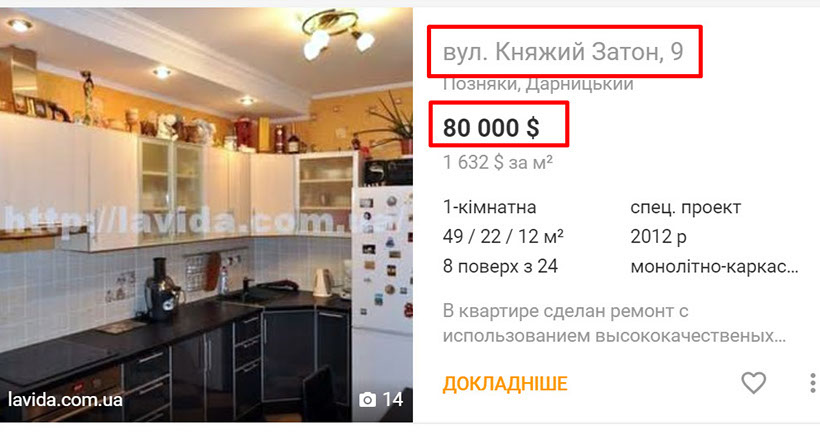 вул. Княжий Затон, 9
Позняки, Дарницький
80 000 $
1 632 $ за м²
1-кімнатна
спец. проект
49 / 22 / 12 м²
2012 р
8 поверх з 24
монолітно-каркас...
В квартире сделан ремонт с
использованием высококачественых...
ДОКЛАДНІШЕ
http://lavida.com.ua/
lavida.com.ua
14